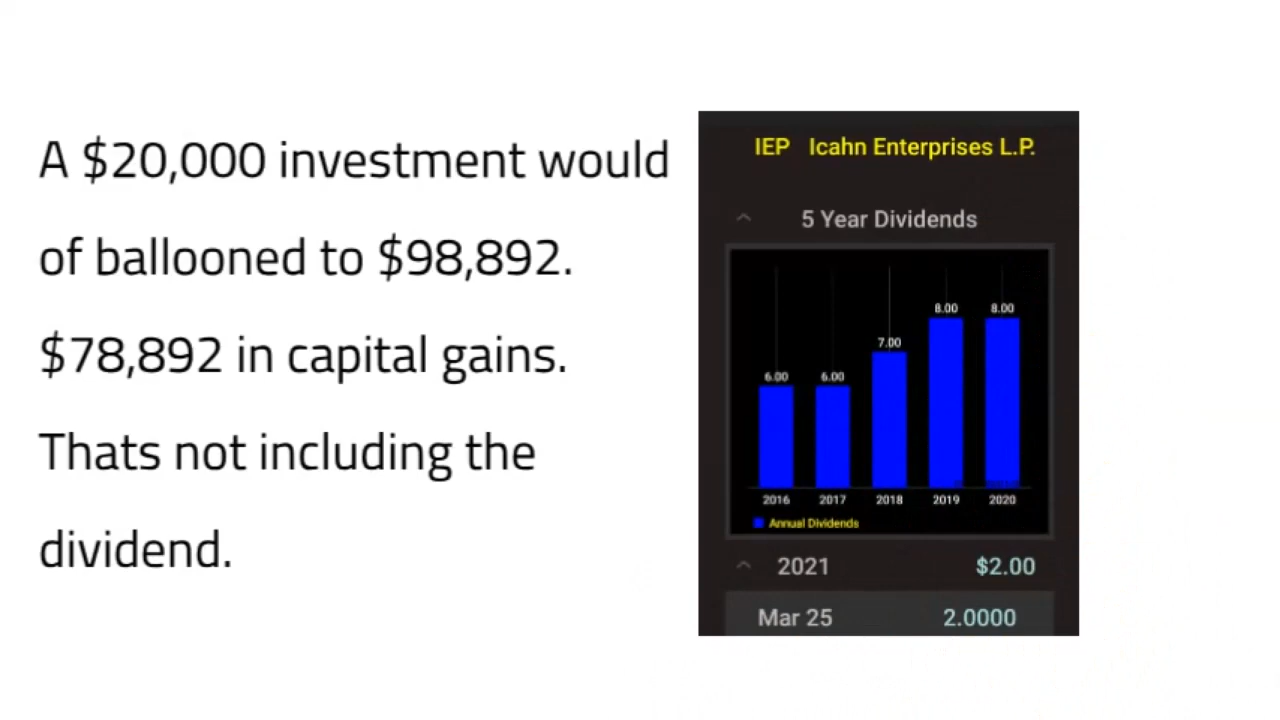 A $20,000 investment would
of ballooned to $98,892.
$78,892 in capital gains.
Thats not including the
dividend.
IEP Icahn Enterprises L.P.
5 Year Dividends
6.00 6.00 7.00 8.00 8.00
2016 2017 2018 2019 2020
Annual Dividends
2021 $2.00
Mar 25 2.0000